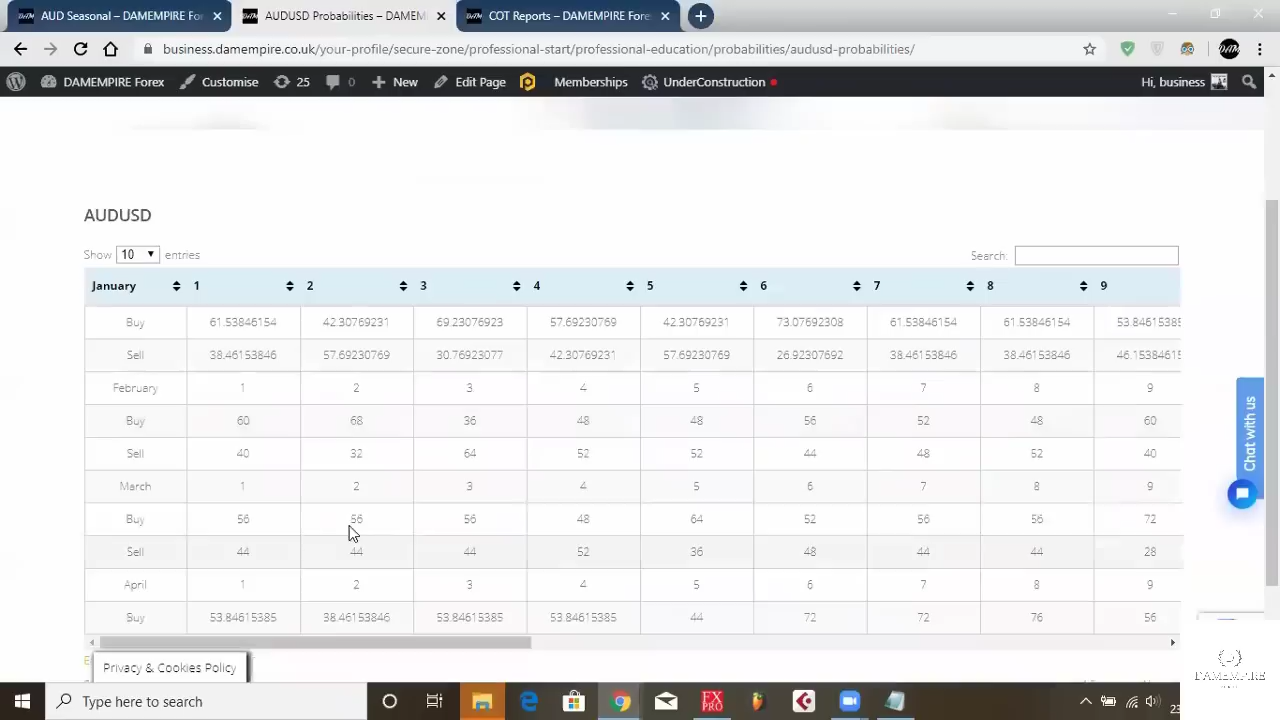 AUD Seasonal – DAMEMPIRE Fo × AUDUSD Probabilities – DAMEM × COT Reports – DAMEMPIRE Fore ×
business.damempire.co.uk/your-profile/secure-zone/professional-start/professional-education/probabilities/audusd-probabilities/
DAMEMPIRE Forex Customise 25 0 New Edit Page Memberships UnderConstruction Hi, business
AUDUSD
Show 10 entries Search:
January 1 2 3 4 5 6 7 8 9
Buy 61.53846154 42.30769231 69.23076923 57.69230769 42.30769231 73.07692308 61.53846154 61.53846154 53.84615385
Sell 38.46153846 57.69230769 30.76923077 42.30769231 57.69230769 26.92307692 38.46153846 38.46153846 46.1538461
February 1 2 3 4 5 6 7 8 9
Buy 60 68 36 48 48 56 52 48 60
Sell 40 32 64 52 52 44 48 52 40
March 1 2 3 4 5 6 7 8 9
Buy 56 56 56 48 64 52 56 56 72
Sell 44 44 44 52 36 48 44 44 28
April 1 2 3 4 5 6 7 8 9
Buy 53.84615385 38.46153846 53.84615385 53.84615385 44 72 72 76 56
Chat with us
Privacy & Cookies Policy
DAMEMPIRE
Type here to search
FX PRO